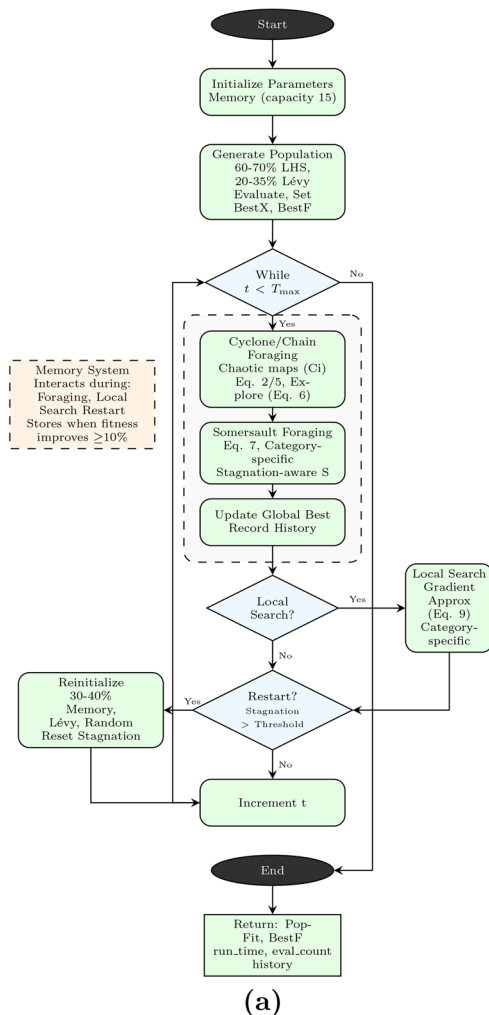 Start
Initialize Parameters
Memory (capacity 15)
Generate Population
60-70% LHS,
20-35% Lévy
Evaluate, Set
BestX, BestF
While
t < Tmax
No
Yes
Cyclone/Chain
Foraging
Chaotic maps (Ci)
Eq. 2/5, Ex-
plore (Eq. 6)
Memory System
Interacts during:
Foraging, Local
Search Restart
Stores when fitness
improves ≥10%
Somersault Foraging
Eq. 7, Category-
specific
Stagnation-aware S
Update Global Best
Record History
Local
Search?
Yes
Local Search
Gradient
Approx
(Eq. 9)
Category-
specific
No
Restart?
Stagnation
> Threshold
Yes
Reinitialize
30-40%
Memory,
Lévy, Random
Reset Stagnation
No
Increment t
End
Return: Pop-
Fit, BestF
run_time, eval_count
history
(a)